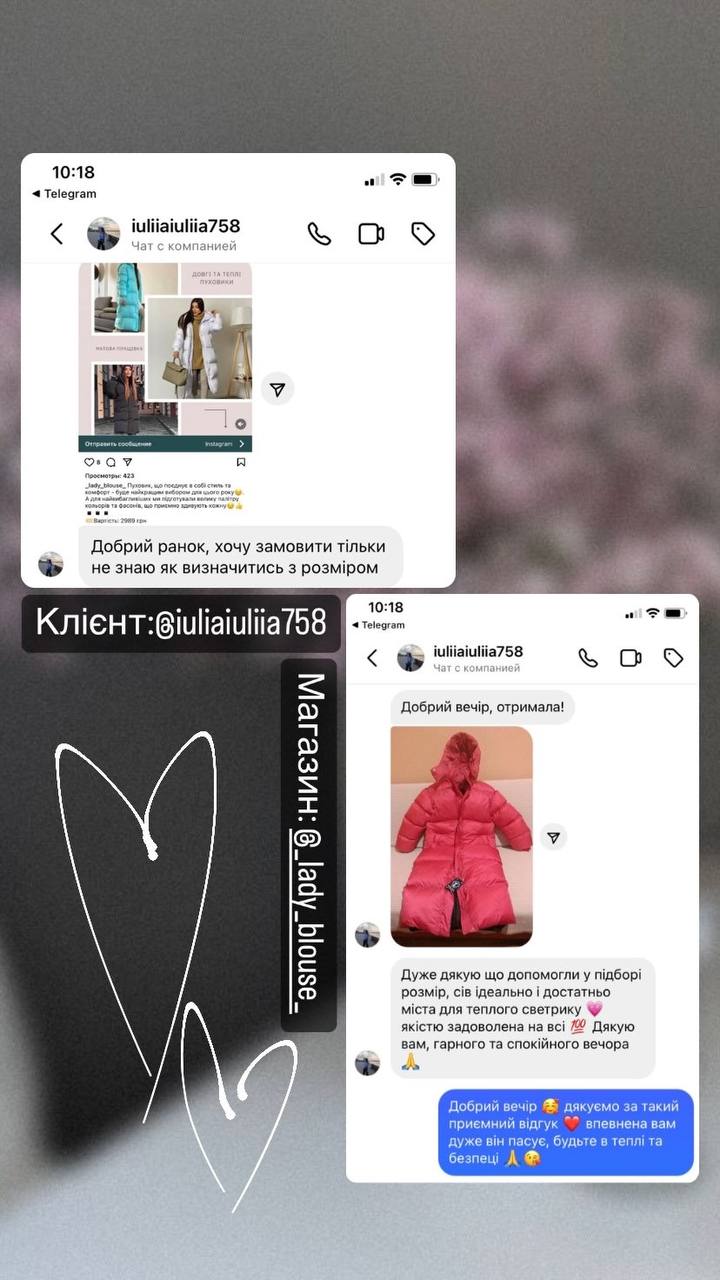 10:18
◀ Telegram
iuliiaiuliia758
Чат с компанией
ДОВГІ ТА ТЕПЛІ
ПУХОВИКИ
Отправить сообщение
Instagram
8
Просмотры: 423
_lady_blouse_ Пуховик, що поєднує в собі стиль та
комфорт - буде найкращим вибором для цього року😉.
А для найвибагливіших ми підготували велику палітру
кольорів та фасонів, що приємно здивують кожну😉👍
Вартість: 2989 грн
Добрий ранок, хочу замовити тільки
не знаю як визначитись з розміром
Клієнт:@iuliaiuliia758
Магазин:@_lady_blouse_
10:18
◀ Telegram
iuliiaiuliia758
Чат с компанией
Добрий вечір, отримала!
Дуже дякую що допомогли у підборі
розмір, сів ідеально і достатньо
міста для теплого светрику 💗
якістю задоволена на всі 💯 Дякую
вам, гарного та спокійного вечора
🙏
Добрий вечір 🥰 дякуємо за такий
приємний відгук ❤️ впевнена вам
дуже він пасує, будьте в теплі та
безпеці 🙏😘